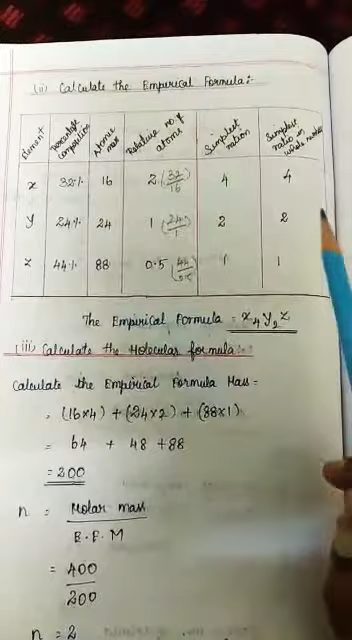 (ii) Calculate the Empirical Formula:-
Element Percentage composition Atomic mass Relative no. of atoms Simplest ration Simplest ratio in whole number
x 32% 16 2 (32/16) 4 4
y 24% 24 1 (24/1) 2 2
z 44% 88 0.5 (44/88) 1 1
The Empirical Formula = x₄y₂z
(iii) Calculate the Molecular formula:-
Calculate the Empirical Formula Mass =
= (16×4) + (24×2) + (88×1)
= 64 + 48 + 88
= 200
n = Molar mass
E.F.M
= 400
200
n = 2